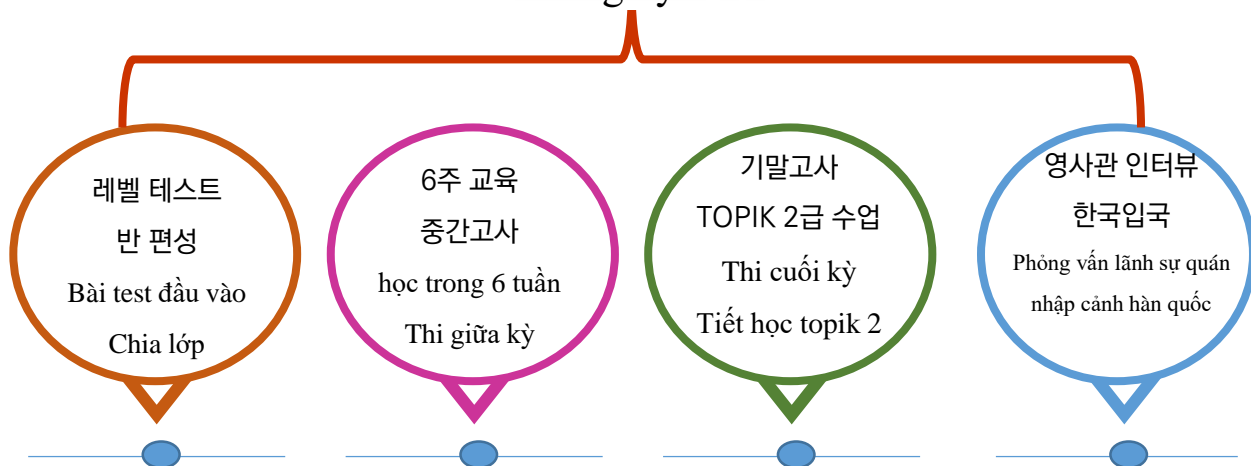 레벨 테스트
반 편성
Bài test đầu vào
Chia lớp
6주 교육
중간고사
học trong 6 tuần
Thi giữa kỳ
기말고사
TOPIK 2급 수업
Thi cuối kỳ
Tiết học topik 2
영사관 인터뷰
한국입국
Phỏng vấn lãnh sự quán
nhập cảnh hàn quốc